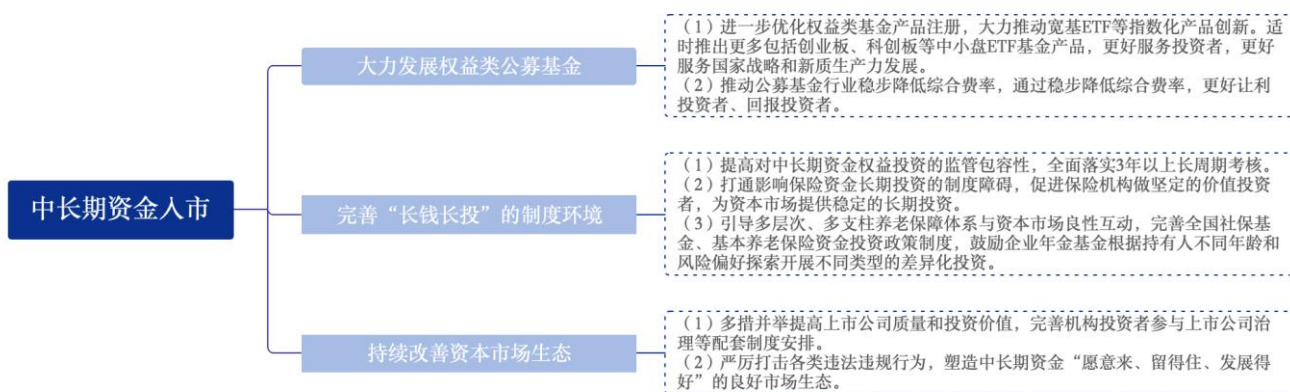 中长期资金入市
大力发展权益类公募基金
（1）进一步优化权益类基金产品注册，大力推动宽基ETF等指数化产品创新。适
时推出更多包括创业板、科创板等中小盘ETF基金产品，更好服务投资者，更好
服务国家战略和新质生产力发展。
（2）推动公募基金行业稳步降低综合费率，通过稳步降低综合费率，更好让利
投资者、回报投资者。
完善“长钱长投”的制度环境
（1）提高对中长期资金权益投资的监管包容性，全面落实3年以上长周期考核。
（2）打通影响保险资金长期投资的制度障碍，促进保险机构做坚定的价值投资
者，为资本市场提供稳定的长期投资。
（3）引导多层次、多支柱养老保障体系与资本市场良性互动，完善全国社保基
金、基本养老保险资金投资政策制度，鼓励企业年金基金根据持有人不同年龄和
风险偏好探索开展不同类型的差异化投资。
持续改善资本市场生态
（1）多措并举提高上市公司质量和投资价值，完善机构投资者参与上市公司治
理等配套制度安排。
（2）严厉打击各类违法违规行为，塑造中长期资金“愿意来、留得住、发展得
好”的良好市场生态。